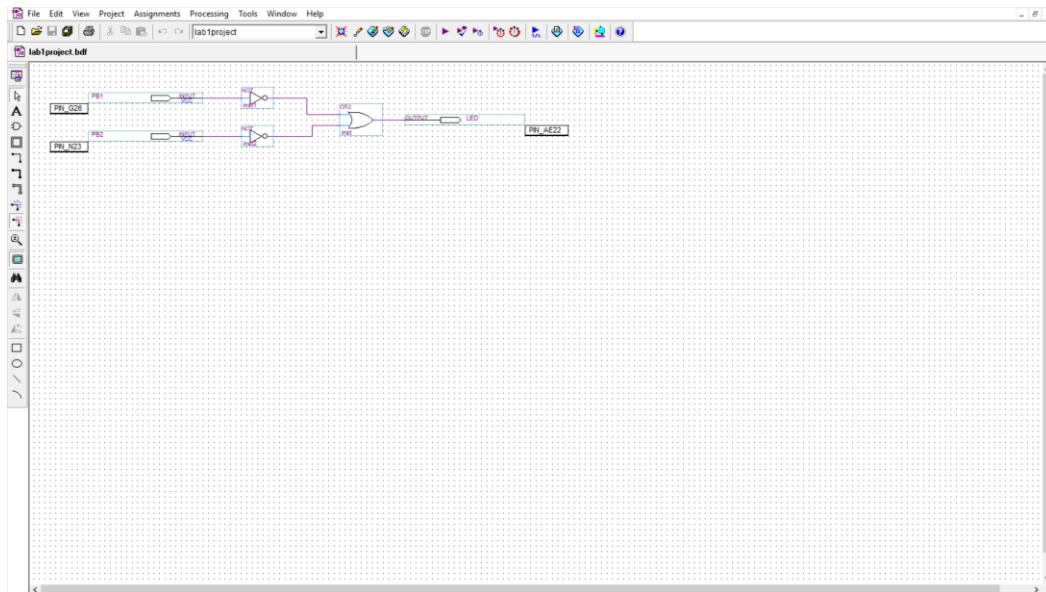 File Edit View Project Assignments Processing Tools Window Help
lab1project
lab1project.bdf
PB1
INPUT
VCC
NOT
PIN_G26
OR2
OUTPUT
LED
PIN_AE22
PB2
INPUT
VCC
NOT
PIN_N23